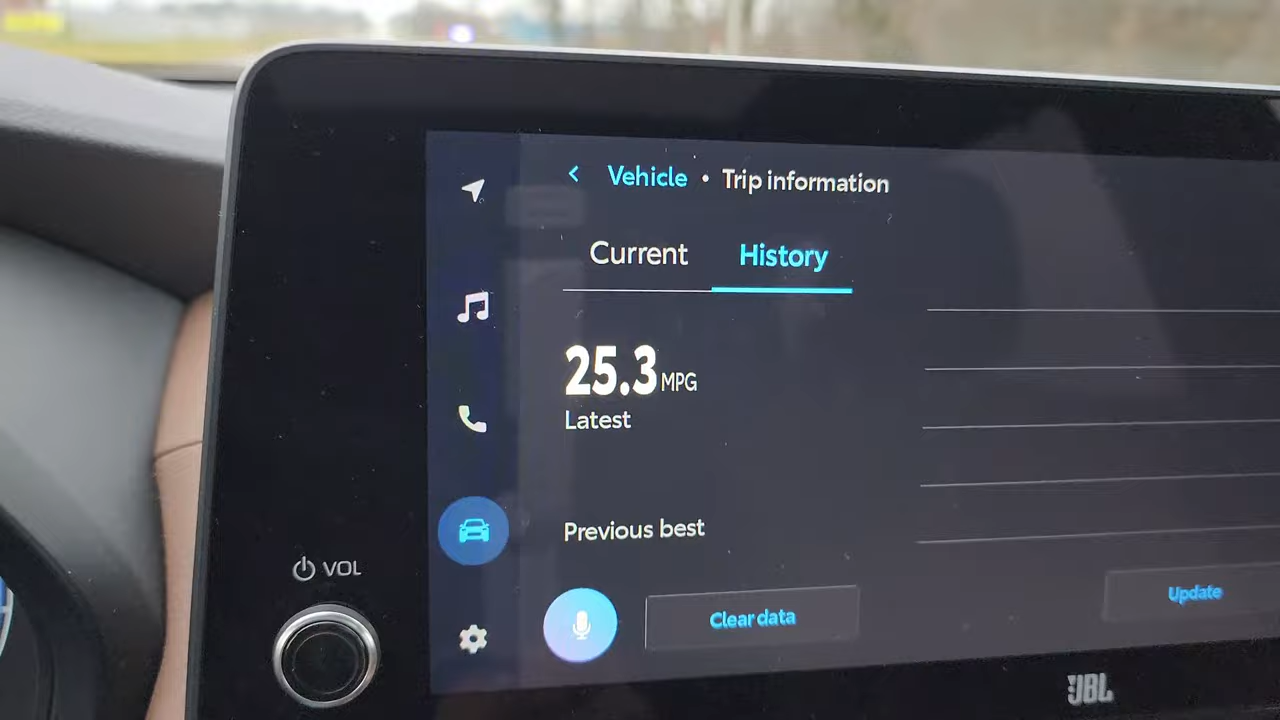 Vehicle • Trip information
Current History
25.3 MPG
Latest
Previous best
VOL
Clear data
Update
JBL